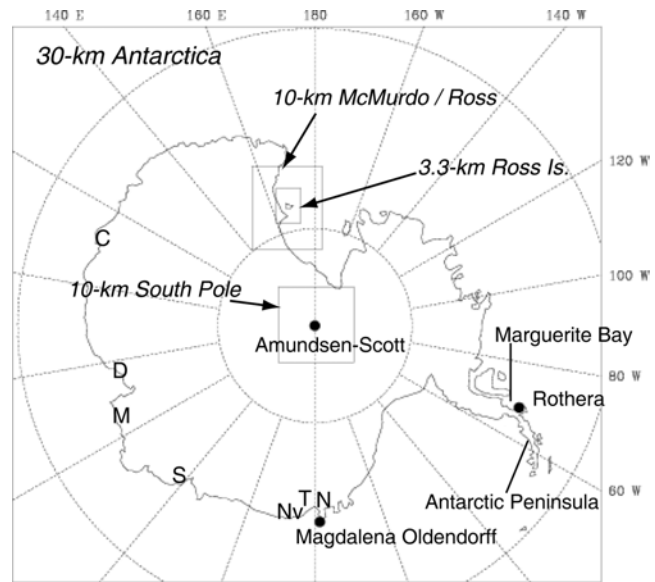 140 E 160 E 180 160 W 140 W
30-km Antarctica
10-km McMurdo / Ross
120 W
3.3-km Ross Is.
C
100 W
10-km South Pole
Marguerite Bay
Amundsen-Scott
D
80 W
Rothera
M
S
Antarctic Peninsula
60 W
T N
Nv
Magdalena Oldendorff